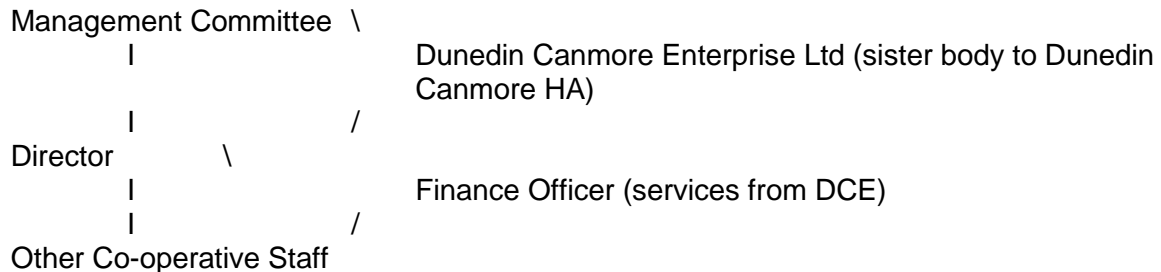 Management Committee \
I Dunedin Canmore Enterprise Ltd (sister body to Dunedin
Canmore HA)
I /
Director \
I Finance Officer (services from DCE)
I /
Other Co-operative Staff